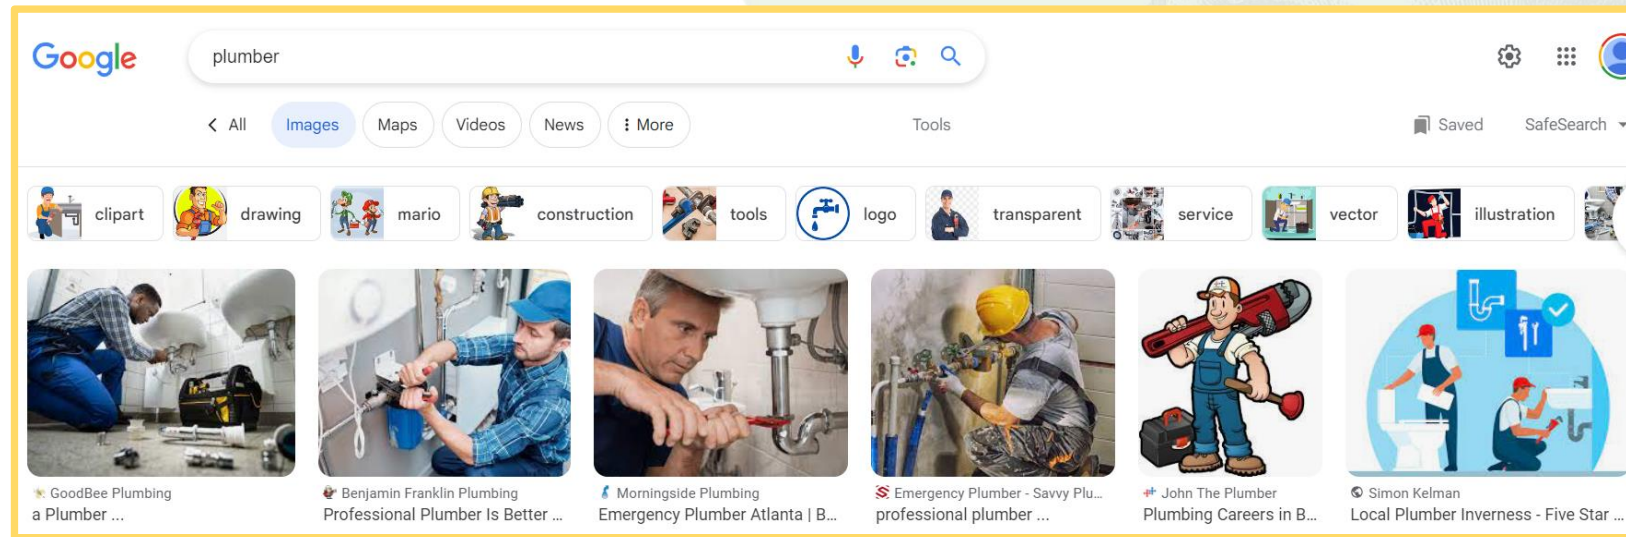 Google
plumber
All
Images
Maps
Videos
News
More
Tools
Saved
SafeSearch
clipart
drawing
mario
construction
tools
logo
transparent
service
vector
illustration
GoodBee Plumbing
a Plumber ...
Benjamin Franklin Plumbing
Professional Plumber Is Better ...
Morningside Plumbing
Emergency Plumber Atlanta | B...
Emergency Plumber - Savvy Plu...
professional plumber ...
John The Plumber
Plumbing Careers in B...
Simon Kelman
Local Plumber Inverness - Five Star ...